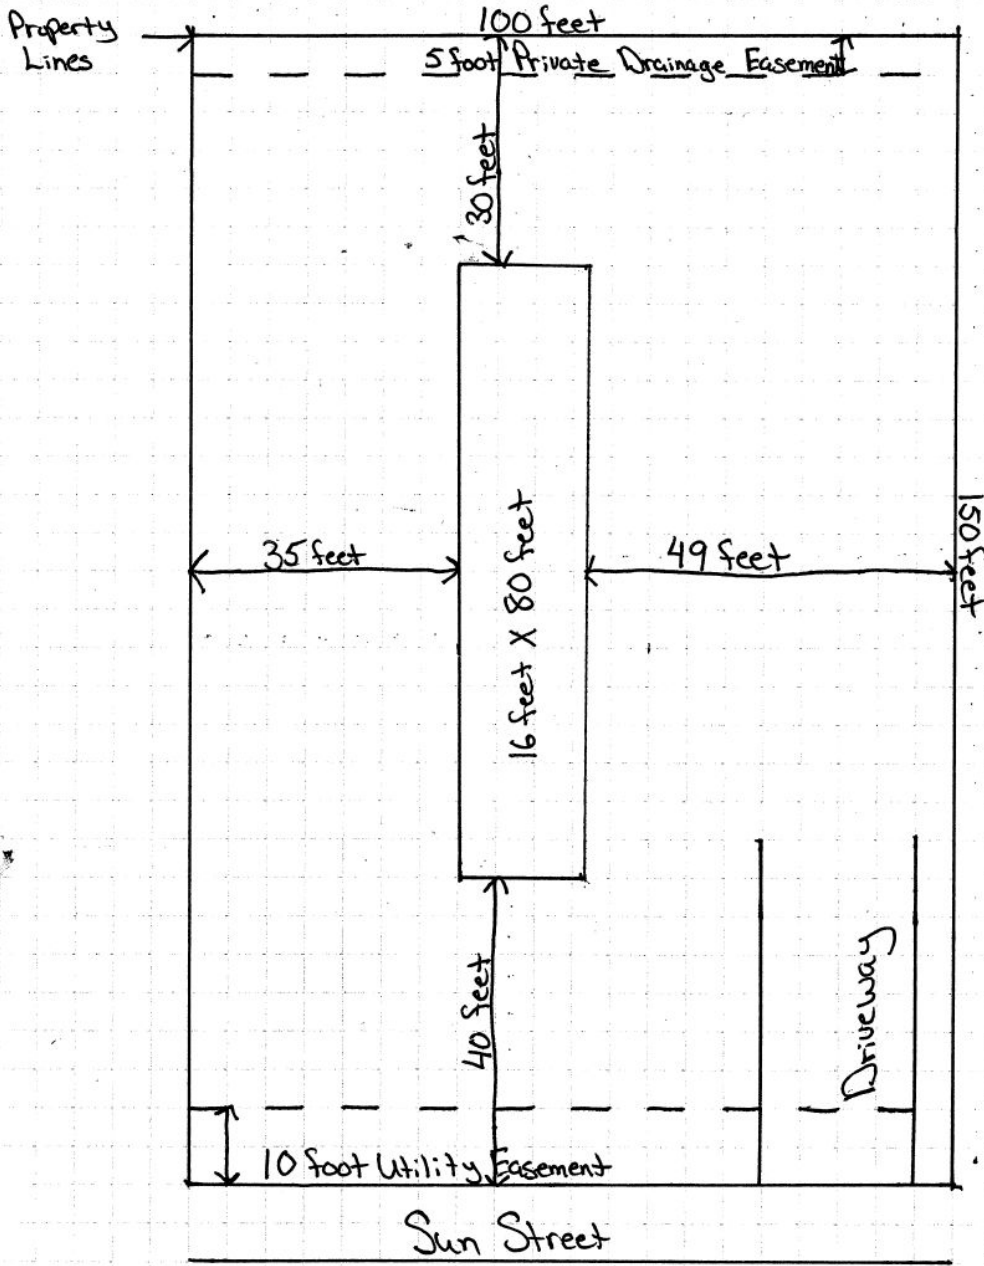 Property
Lines
100 feet
5 foot Private Drainage Easement
30 feet
35 feet
16 feet X 80 feet
49 feet
150 feet
40 feet
Driveway
10 foot Utility Easement
Sun Street